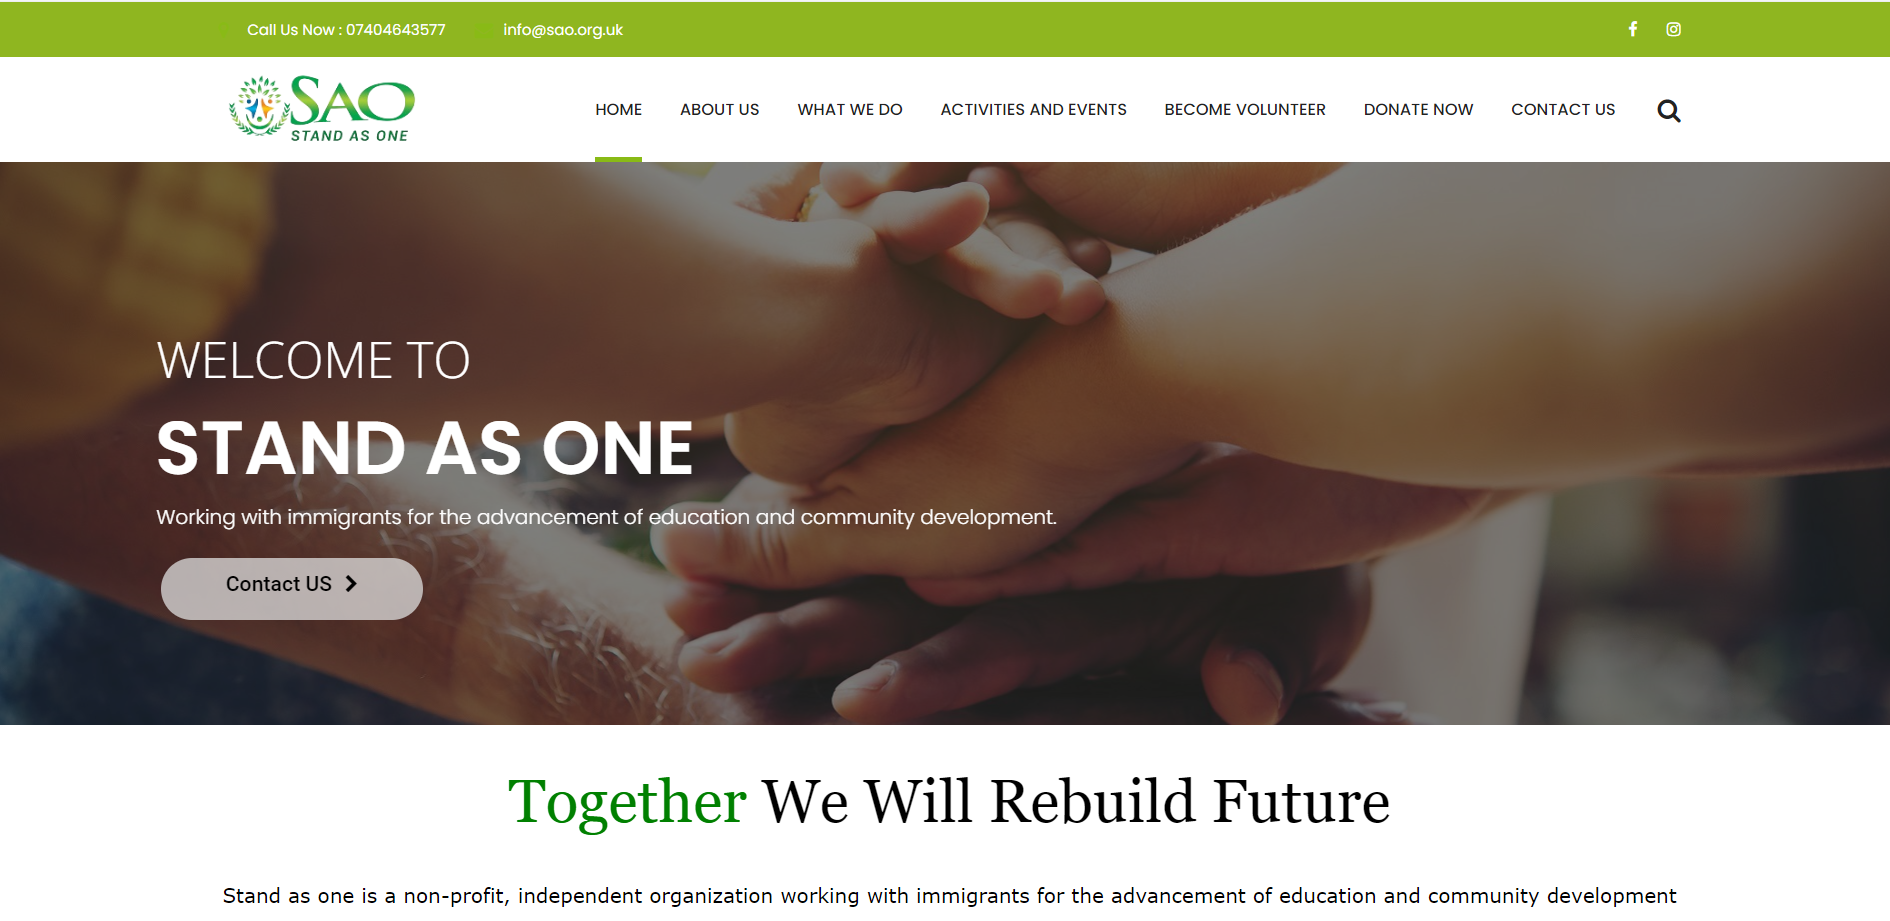 Call Us Now : 07404643577 info@sao.org.uk
SAO
STAND AS ONE
HOME ABOUT US WHAT WE DO ACTIVITIES AND EVENTS BECOME VOLUNTEER DONATE NOW CONTACT US
WELCOME TO
STAND AS ONE
Working with immigrants for the advancement of education and community development.
Contact US
Together We Will Rebuild Future
Stand as one is a non-profit, independent organization working with immigrants for the advancement of education and community development